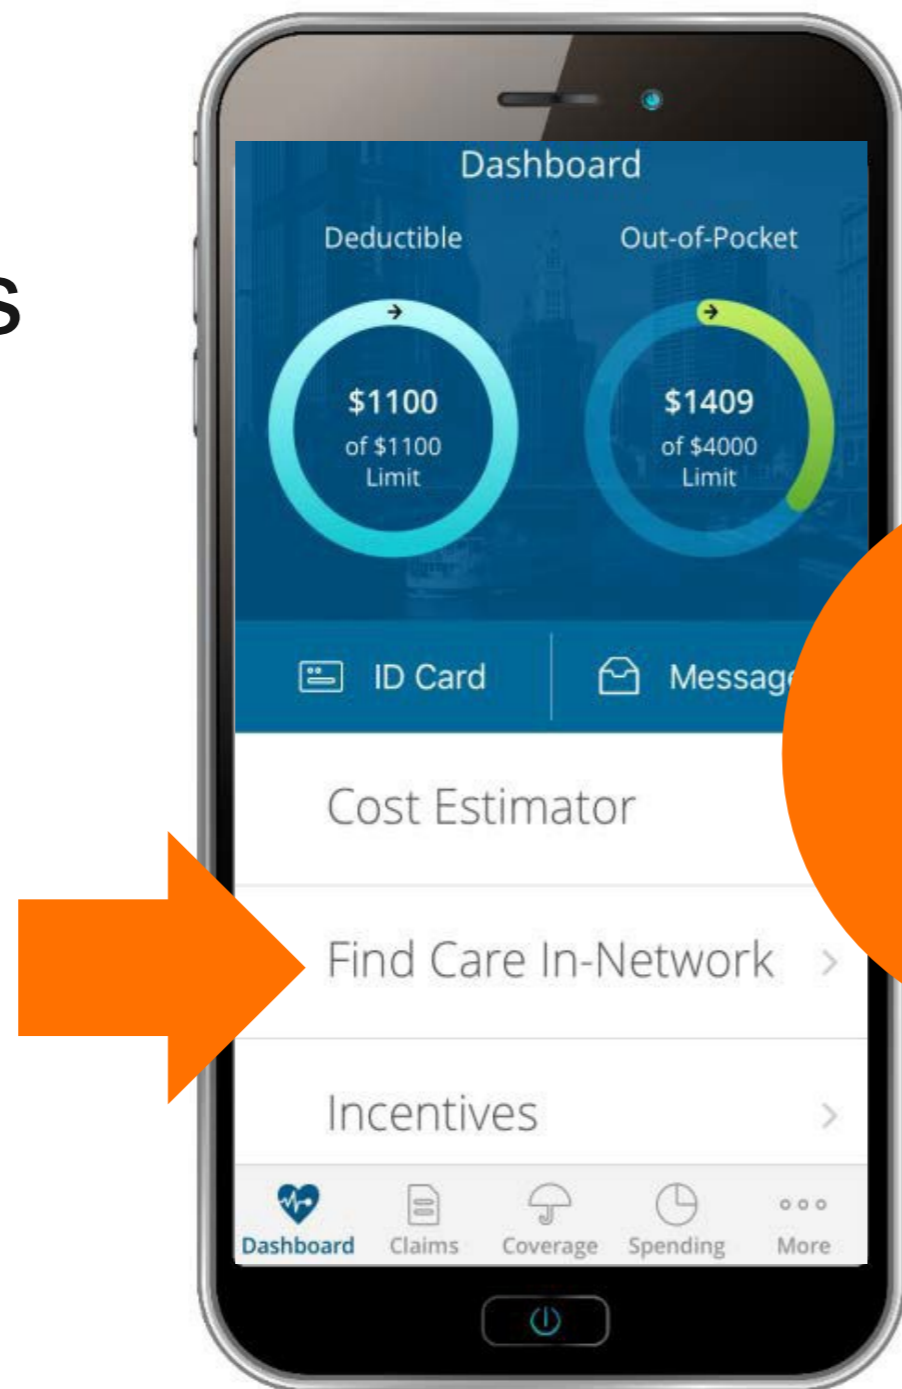 s
Dashboard
Deductible
Out-of-Pocket
$1100
of $1100
Limit
$1409
of $4000
Limit
ID Card
Message
Cost Estimator
Find Care In-Network
Incentives
Dashboard
Claims
Coverage
Spending
More